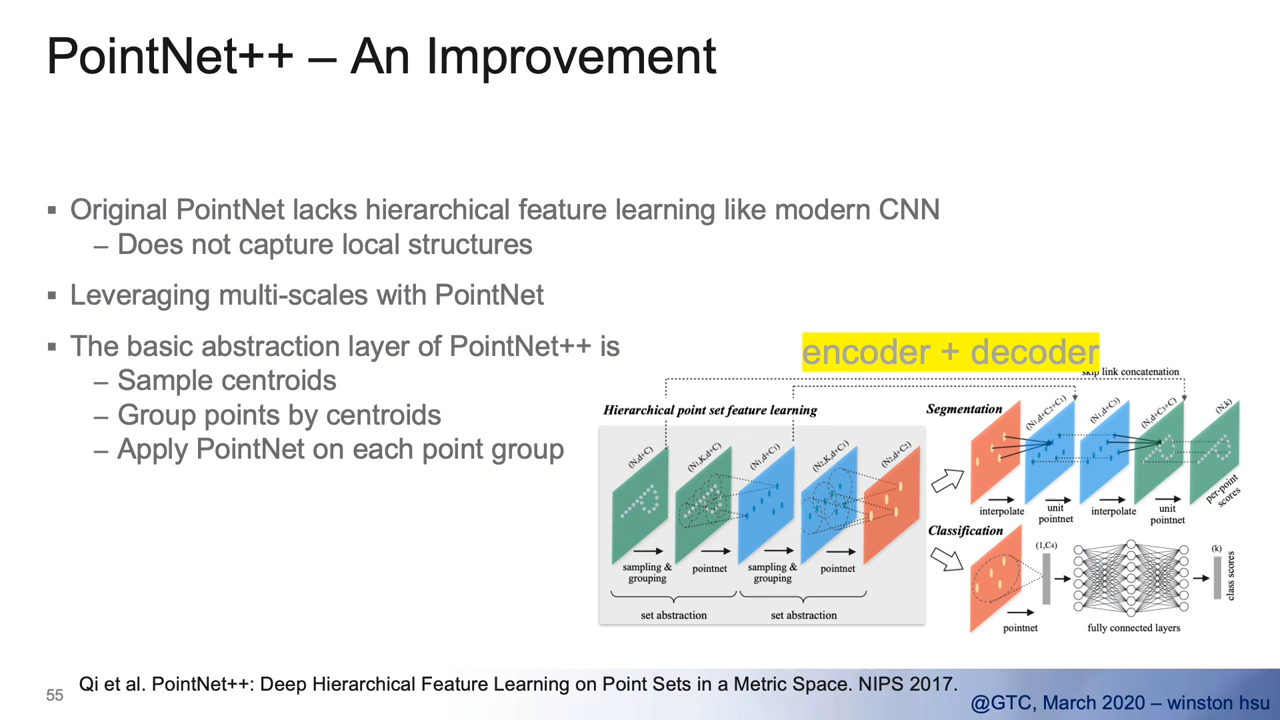 PointNet++ – An Improvement
▪ Original PointNet lacks hierarchical feature learning like modern CNN
– Does not capture local structures
▪ Leveraging multi-scales with PointNet
▪ The basic abstraction layer of PointNet++ is
– Sample centroids
– Group points by centroids
– Apply PointNet on each point group
encoder + decoder
skip link concatenation
Hierarchical point set feature learning
(N,d+C)
(N1,K,d+C)
(N1,d+C1)
(N2,K,d+C1)
(N2,d+C2)
sampling &
grouping
pointnet
sampling &
grouping
pointnet
set abstraction
set abstraction
Segmentation
(N1,d+C2+C1)
(N1,d+C3)
(N,d+C3+C)
(N,k)
interpolate
unit
pointnet
interpolate
unit
pointnet
per-point
scores
Classification
(1,C4)
(k)
class scores
pointnet
fully connected layers
55
Qi et al. PointNet++: Deep Hierarchical Feature Learning on Point Sets in a Metric Space. NIPS 2017.
@GTC, March 2020 – winston hsu